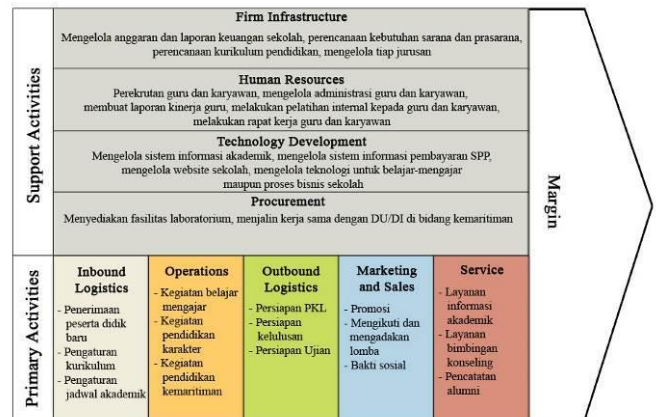 Support Activities
Firm Infrastructure
Mengelola anggaran dan laporan keuangan sekolah, perencanaan kebutuhan sarana dan prasarana,
perencanaan kurikulum pendidikan, mengelola tiap jurusan
Human Resources
Perekrutan guru dan karyawan, mengelola administrasi guru dan karyawan,
membuat laporan kinerja guru, melakukan pelatihan internal kepada guru dan karyawan,
melakukan rapat kerja guru dan karyawan
Technology Development
Mengelola sistem informasi akademik, mengelola sistem informasi pembayaran SPP,
mengelola website sekolah, mengelola teknologi untuk belajar-mengajar
maupun proses bisnis sekolah
Procurement
Menyediakan fasilitas laboratorium, menjalin kerja sama dengan DU/DI di bidang kemaritiman
Margin
Primary Activities
Inbound
Logistics
- Penerimaan
peserta didik
baru
- Pengaturan
kurikulum
- Pengaturan
jadwal akademik
Operations
- Kegiatan belajar
mengajar
- Kegiatan
pendidikan
karakter
- Kegiatan
pendidikan
kemaritiman
Outbound
Logistics
- Persiapan PKL
- Persiapan
kelulusan
- Persiapan Ujian
Marketing
and Sales
- Promosi
- Mengikuti dan
mengadakan
lomba
- Bakti sosial
Service
- Layanan
informasi
akademik
- Layanan
bimbingan
konseling
- Pencatatan
alumni